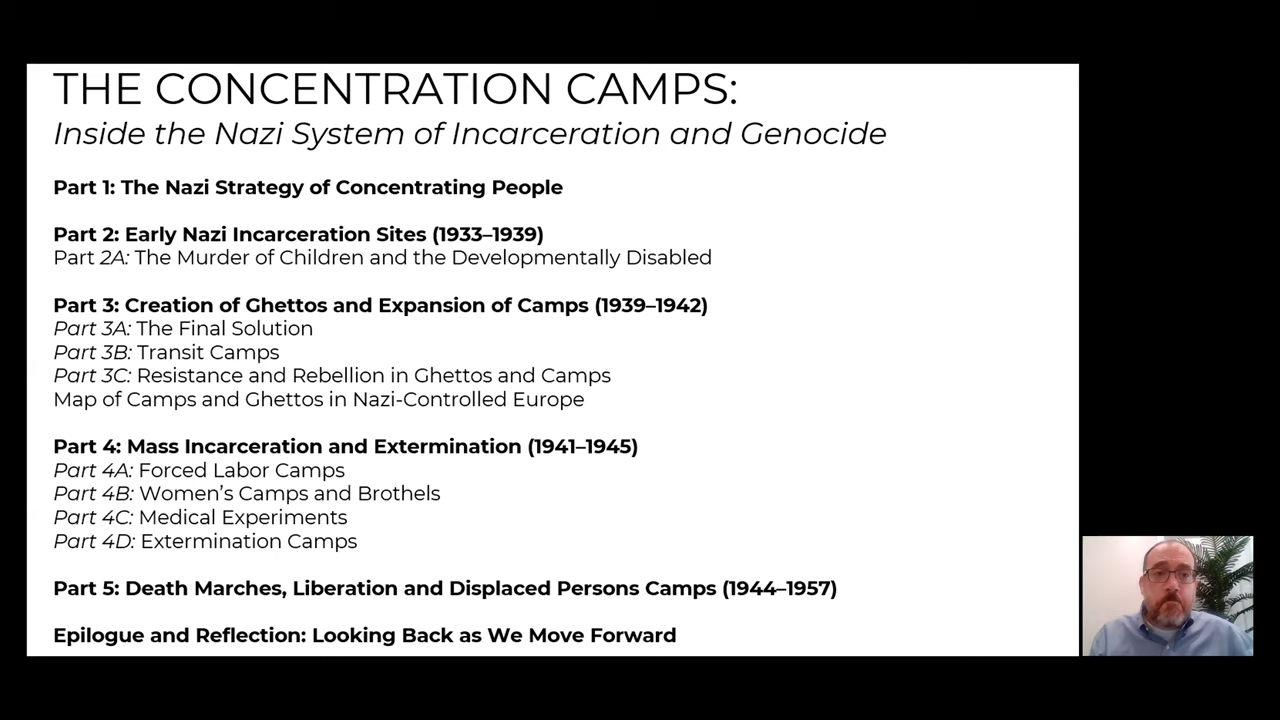 THE CONCENTRATION CAMPS:
Inside the Nazi System of Incarceration and Genocide
Part 1: The Nazi Strategy of Concentrating People
Part 2: Early Nazi Incarceration Sites (1933–1939)
Part 2A: The Murder of Children and the Developmentally Disabled
Part 3: Creation of Ghettos and Expansion of Camps (1939–1942)
Part 3A: The Final Solution
Part 3B: Transit Camps
Part 3C: Resistance and Rebellion in Ghettos and Camps
Map of Camps and Ghettos in Nazi-Controlled Europe
Part 4: Mass Incarceration and Extermination (1941–1945)
Part 4A: Forced Labor Camps
Part 4B: Women’s Camps and Brothels
Part 4C: Medical Experiments
Part 4D: Extermination Camps
Part 5: Death Marches, Liberation and Displaced Persons Camps (1944–1957)
Epilogue and Reflection: Looking Back as We Move Forward